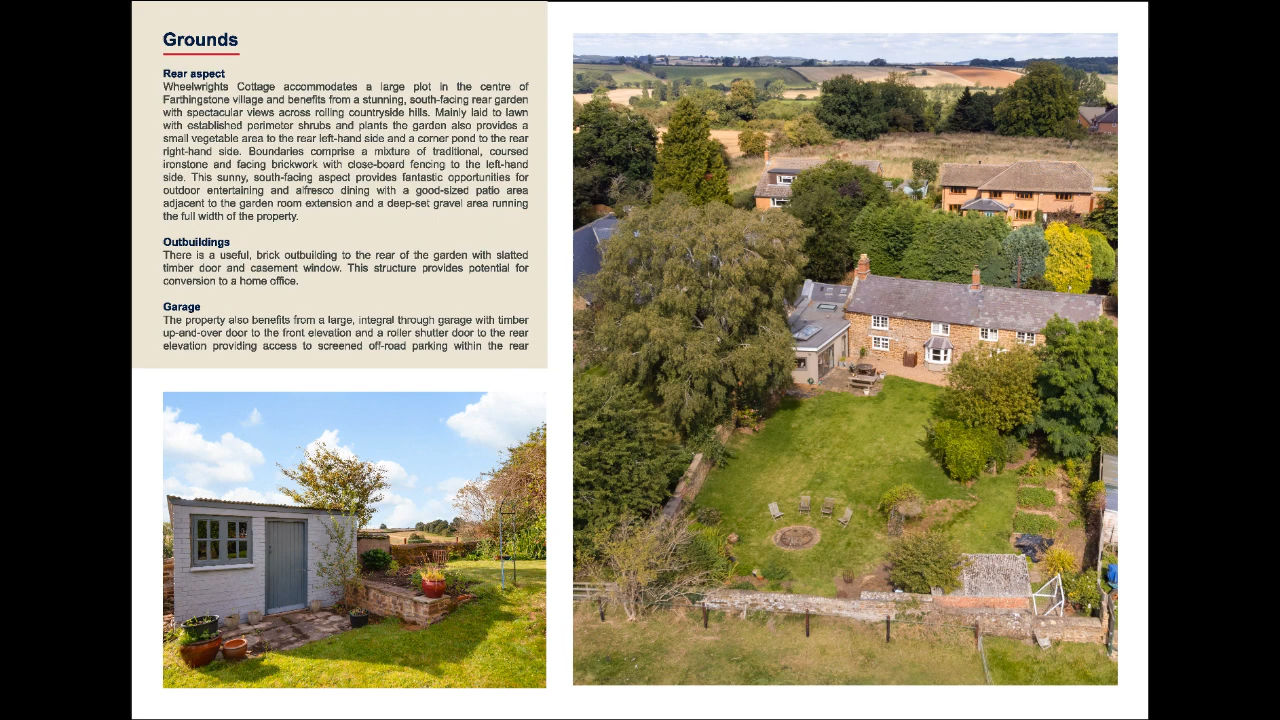 Grounds
Rear aspect
Wheelwrights Cottage accommodates a large plot in the centre of
Farthingstone village and benefits from a stunning, south-facing rear garden
with spectacular views across rolling countryside hills. Mainly laid to lawn
with established perimeter shrubs and plants the garden also provides a
small vegetable area to the rear left-hand side and a corner pond to the rear
right-hand side. Boundaries comprise a mixture of traditional, coursed
ironstone and facing brickwork with close-board fencing to the left-hand
side. This sunny, south-facing aspect provides fantastic opportunities for
outdoor entertaining and alfresco dining with a good-sized patio area
adjacent to the garden room extension and a deep-set gravel area running
the full width of the property.
Outbuildings
There is a useful, brick outbuilding to the rear of the garden with slatted
timber door and casement window. This structure provides potential for
conversion to a home office.
Garage
The property also benefits from a large, integral through garage with timber
up-and-over door to the front elevation and a roller shutter door to the rear
elevation providing access to screened off-road parking within the rear